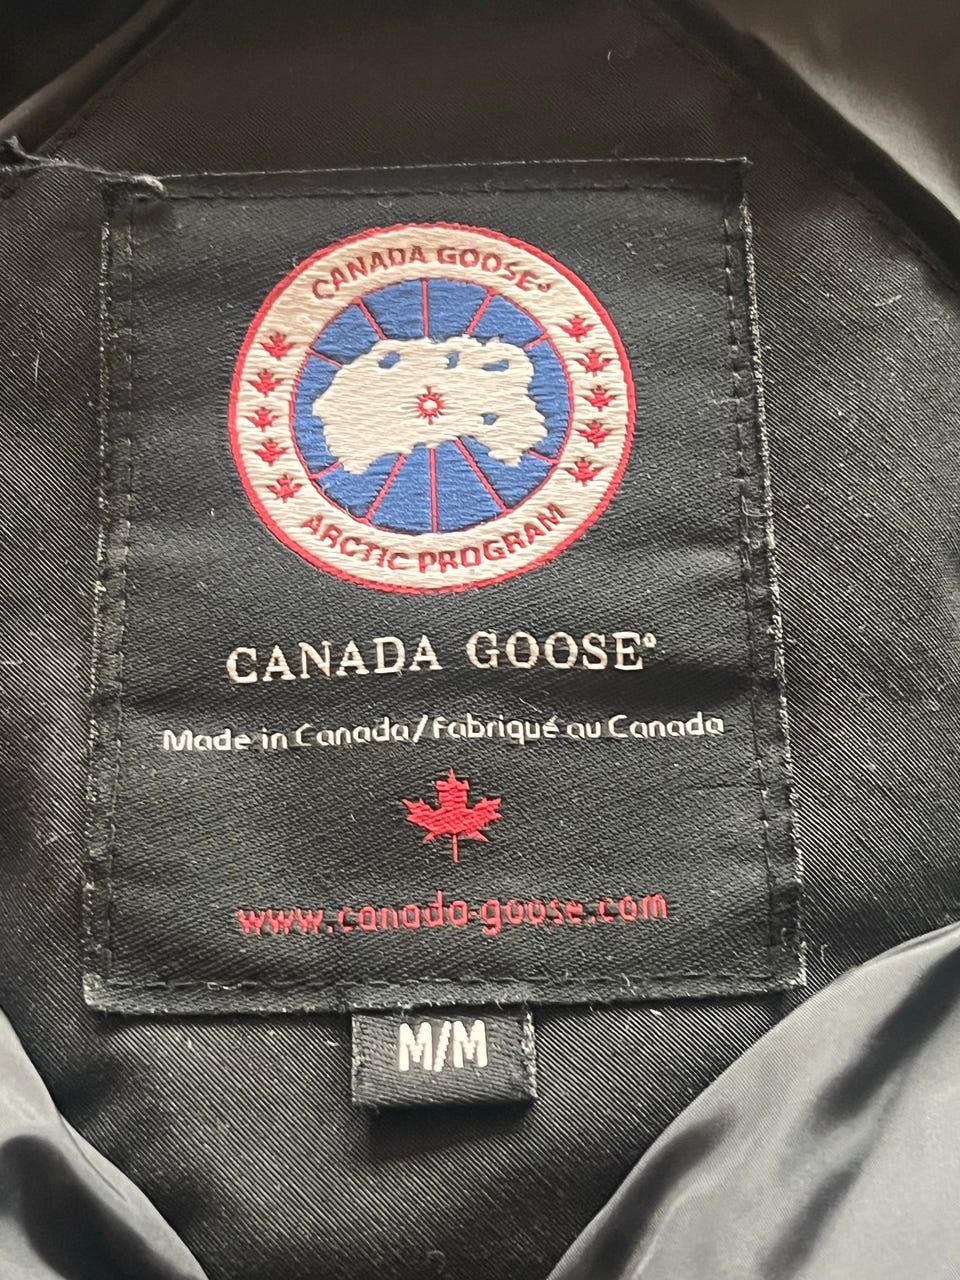 CANADA GOOSE®
ARCTIC PROGRAM
CANADA GOOSE®
Made in Canada/Fabriqué au Canada
www.canada-goose.com
M/M